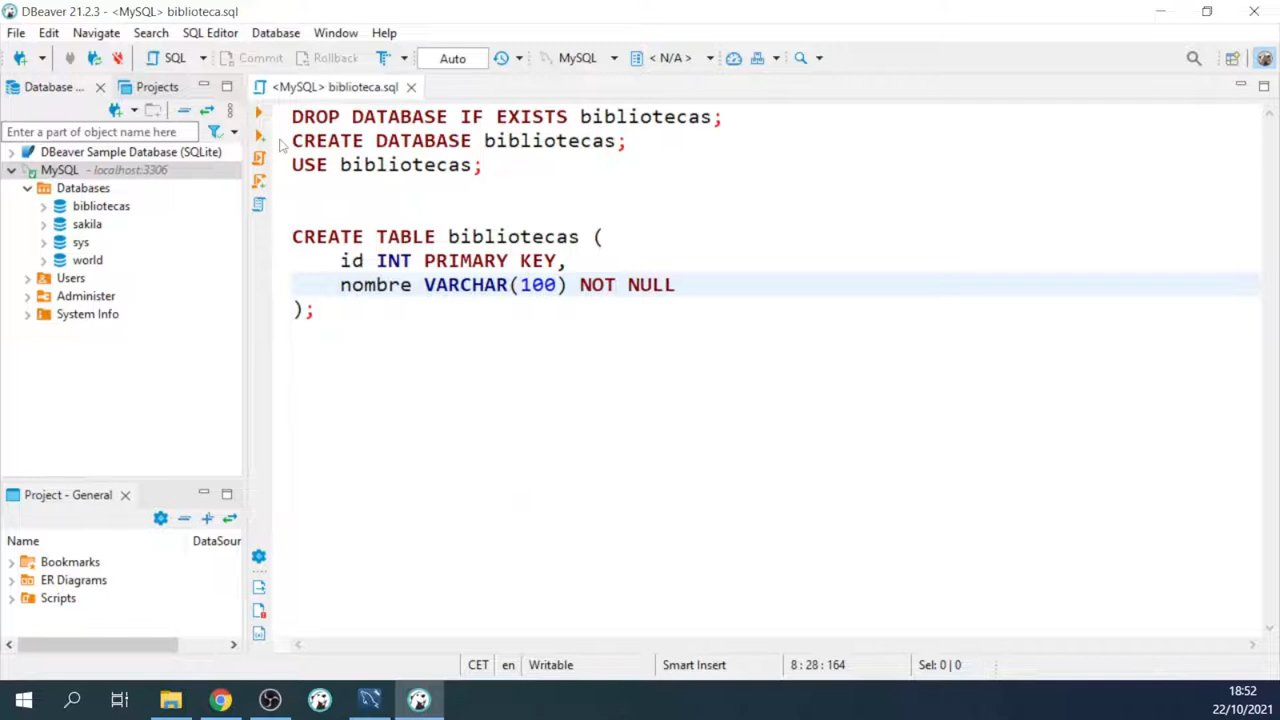 DBeaver 21.2.3 - <MySQL> biblioteca.sql
File Edit Navigate Search SQL Editor Database Window Help
SQL Commit Rollback Auto MySQL < N/A >
Database ... Projects
<MySQL> biblioteca.sql
Enter a part of object name here
DBeaver Sample Database (SQLite)
MySQL - localhost:3306
Databases
bibliotecas
sakila
sys
world
Users
Administer
System Info
DROP DATABASE IF EXISTS bibliotecas;
CREATE DATABASE bibliotecas;
USE bibliotecas;
CREATE TABLE bibliotecas (
id INT PRIMARY KEY,
nombre VARCHAR(100) NOT NULL
);
Project - General
Name DataSour
Bookmarks
ER Diagrams
Scripts
CET en Writable Smart Insert 8 : 28 : 164 Sel: 0 | 0
18:52
22/10/2021